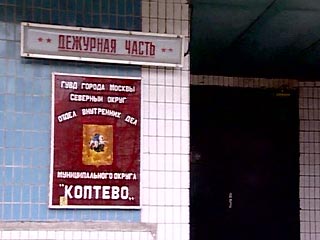 ДЕЖУРНАЯ ЧАСТЬ
ГУВД ГОРОДА МОСКВЫ
СЕВЕРНЫЙ ОКРУГ
ОТДЕЛ ВНУТРЕННИХ ДЕЛ
МУНИЦИПАЛЬНОГО ОКРУГА
"КОПТЕВО"